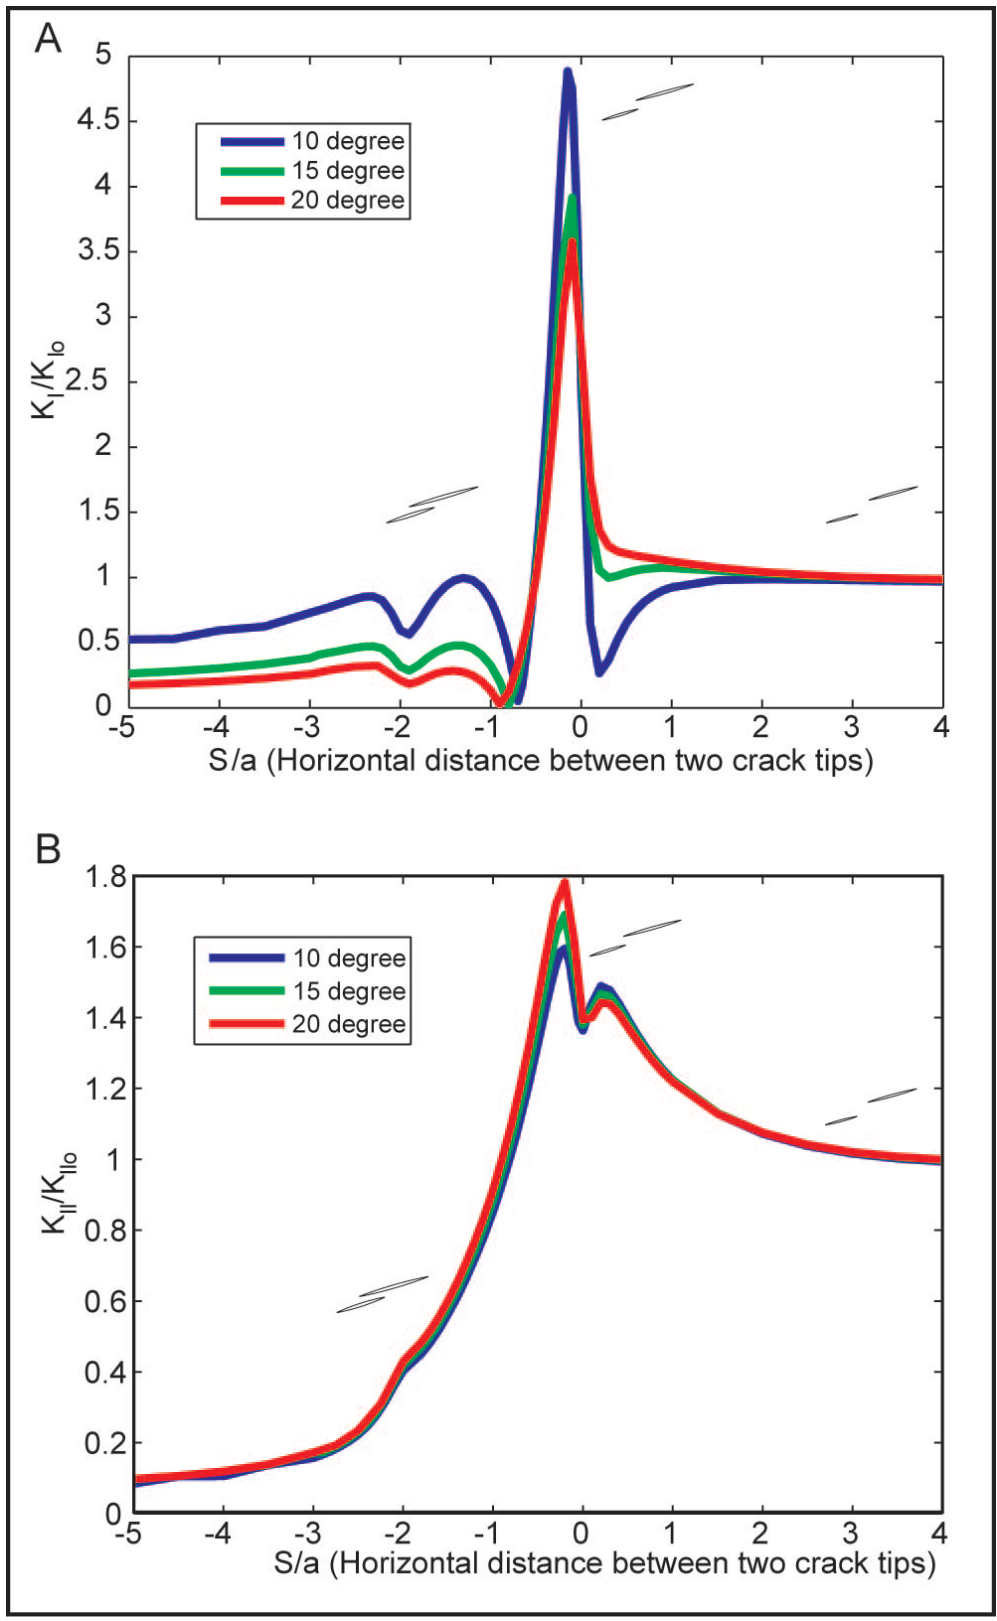 A
5
4.5
4
3.5
3
2.5
2
1.5
1
0.5
0
10 degree
15 degree
20 degree
K_I/K_Io
-5 -4 -3 -2 -1 0 1 2 3 4
S/a (Horizontal distance between two crack tips)
B
1.8
1.6
1.4
1.2
1
0.8
0.6
0.4
0.2
0
10 degree
15 degree
20 degree
K_II/K_IIo
-5 -4 -3 -2 -1 0 1 2 3 4
S/a (Horizontal distance between two crack tips)